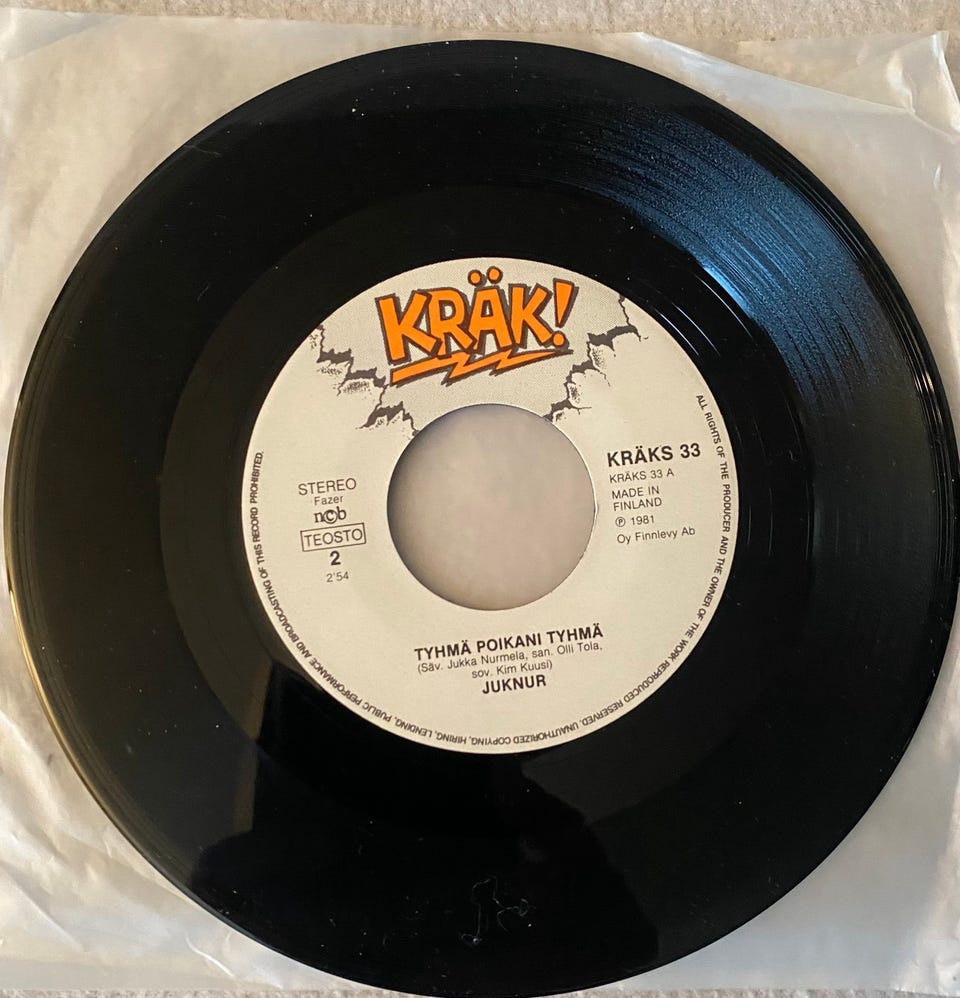 KRÄK!
STEREO
Fazer
ncb
TEOSTO
2
2'54
KRÄKS 33
KRÄKS 33 A
MADE IN
FINLAND
℗ 1981
Oy Finnlevy Ab
TYHMÄ POIKANI TYHMÄ
(Säv. Jukka Nurmela, san. Olli Tola,
sov. Kim Kuusi)
JUKNUR
ALL RIGHTS OF THE PRODUCER AND THE OWNER OF THE WORK REPRODUCED RESERVED. UNAUTHORIZED COPYING, HIRING, LENDING, PUBLIC PERFORMANCE AND BROADCASTING OF THIS RECORD PROHIBITED.